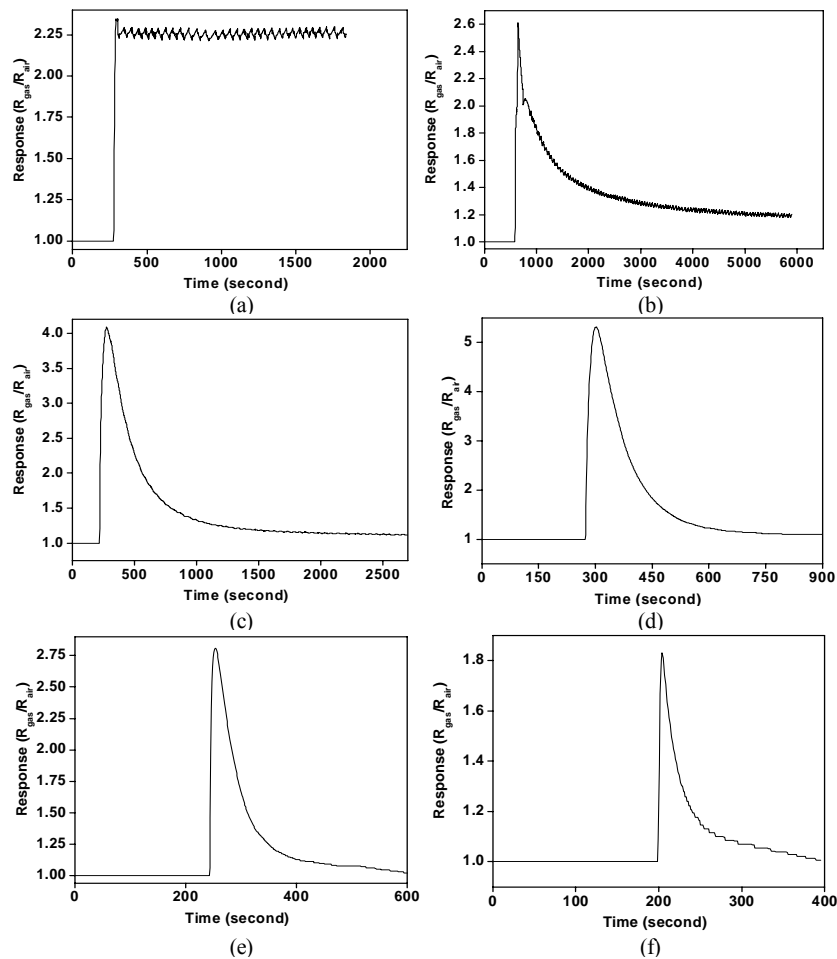 Response (R_gas/R_air)
2.25
2.00
1.75
1.50
1.25
1.00
0 500 1000 1500 2000
Time (second)
(a)
Response (R_gas/R_air)
2.6
2.4
2.2
2.0
1.8
1.6
1.4
1.2
1.0
0 1000 2000 3000 4000 5000 6000
Time (second)
(b)
Response (R_gas/R_air)
4.0
3.5
3.0
2.5
2.0
1.5
1.0
0 500 1000 1500 2000 2500
Time (second)
(c)
Response (R_gas/R_air)
5
4
3
2
1
0 150 300 450 600 750 900
Time (second)
(d)
Response (R_gas/R_air)
2.75
2.50
2.25
2.00
1.75
1.50
1.25
1.00
0 200 400 600
Time (second)
(e)
Response (R_gas/R_air)
1.8
1.6
1.4
1.2
1.0
0 100 200 300 400
Time (second)
(f)